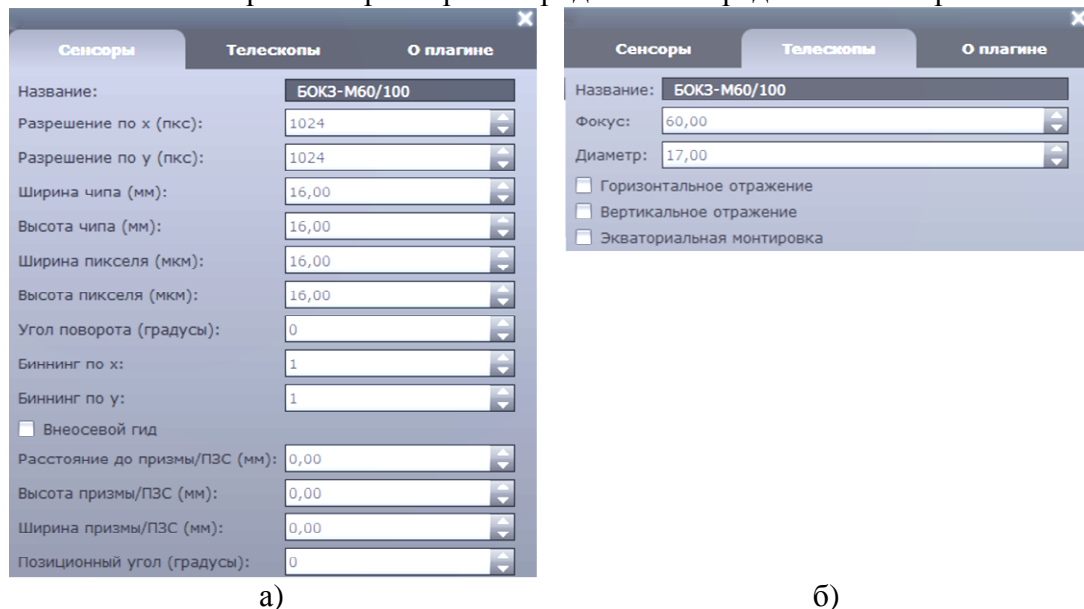 Сенсоры Телескопы О плагине
Название: БОКЗ-М60/100
Разрешение по x (пкс): 1024
Разрешение по y (пкс): 1024
Ширина чипа (мм): 16,00
Высота чипа (мм): 16,00
Ширина пикселя (мкм): 16,00
Высота пикселя (мкм): 16,00
Угол поворота (градусы): 0
Биннинг по x: 1
Биннинг по y: 1
Внеосевой гид
Расстояние до призмы/ПЗС (мм): 0,00
Высота призмы/ПЗС (мм): 0,00
Ширина призмы/ПЗС (мм): 0,00
Позиционный угол (градусы): 0
а)
Сенсоры Телескопы О плагине
Название: БОКЗ-М60/100
Фокус: 60,00
Диаметр: 17,00
Горизонтальное отражение
Вертикальное отражение
Экваториальная монтировка
б)